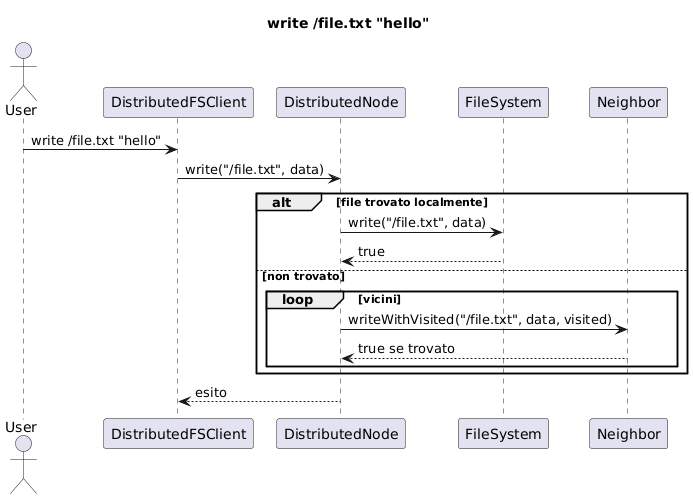 write /file.txt "hello"
User
DistributedFSClient
DistributedNode
FileSystem
Neighbor
write /file.txt "hello"
write("/file.txt", data)
alt
[file trovato localmente]
write("/file.txt", data)
true
[non trovato]
loop
[vicini]
writeWithVisited("/file.txt", data, visited)
true se trovato
esito
User
DistributedFSClient
DistributedNode
FileSystem
Neighbor